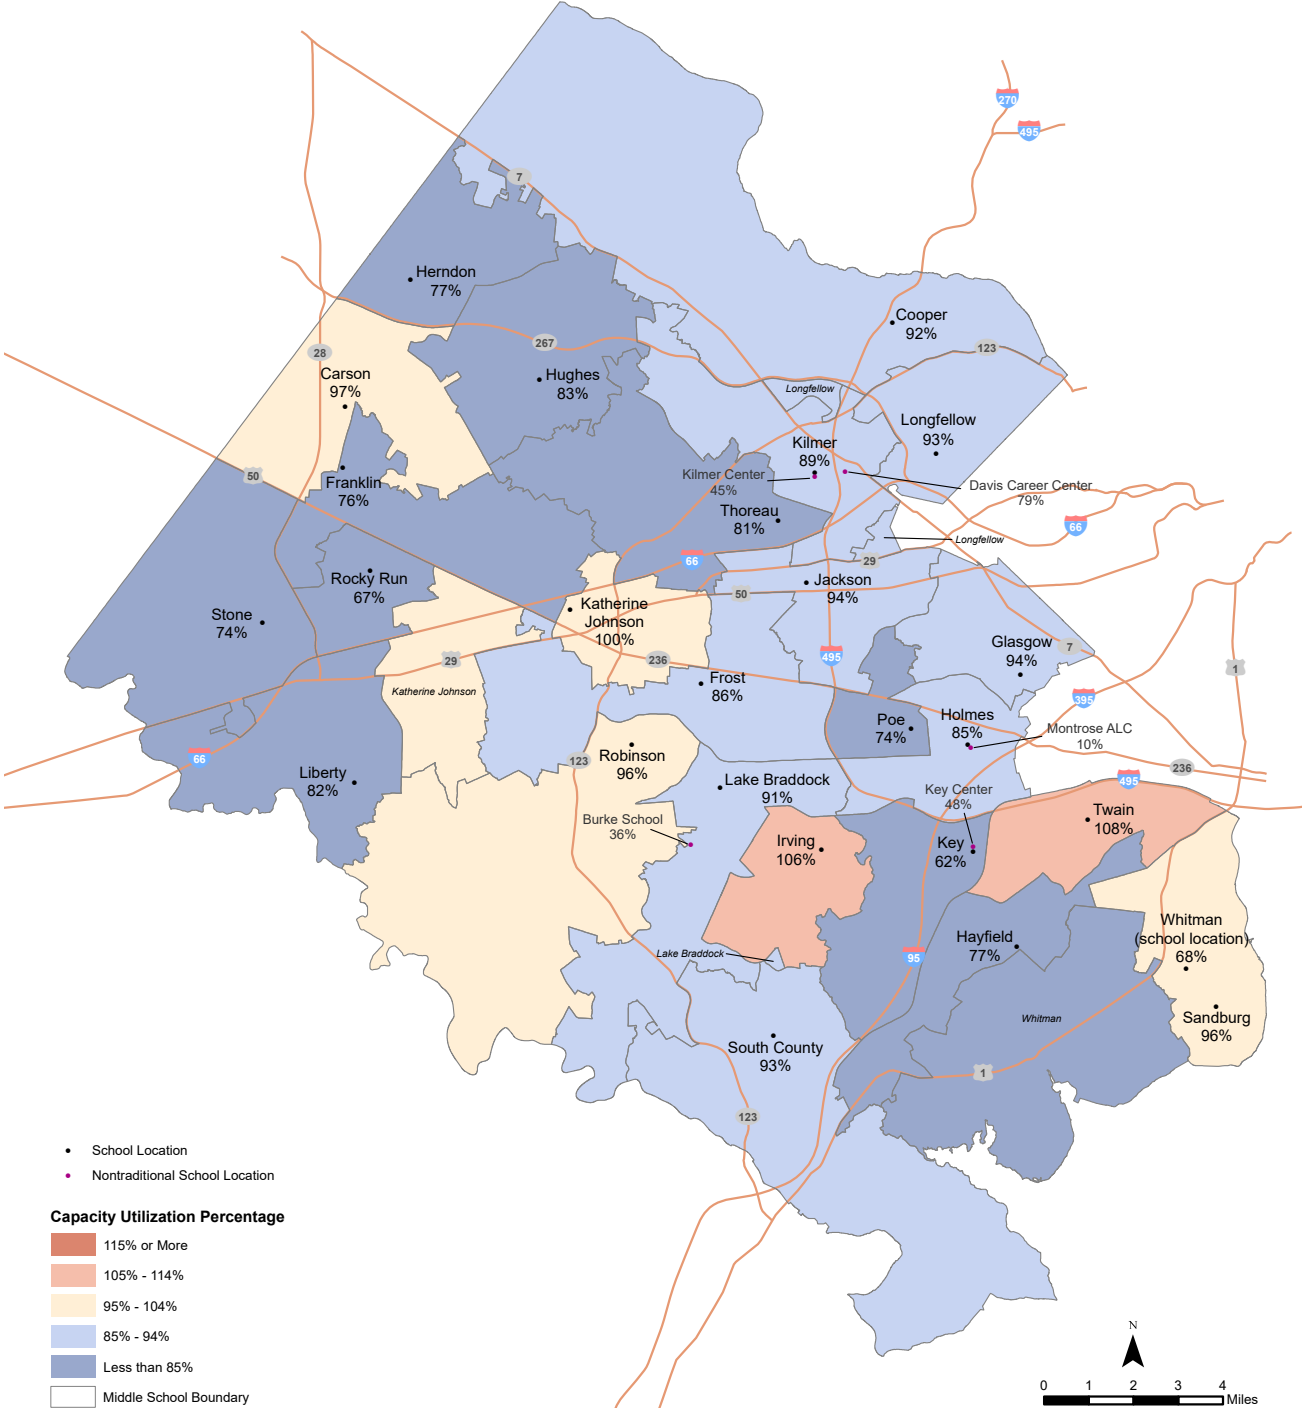 270
495
7
Herndon
77%
Cooper
92%
267
123
28
Carson
97%
Hughes
83%
Longfellow
Longfellow
93%
Kilmer
89%
50
Franklin
76%
Kilmer Center
45%
Davis Career Center
79%
Thoreau
81%
66
Longfellow
66
29
Rocky Run
67%
Jackson
94%
50
Katherine
Johnson
100%
Stone
74%
Glasgow
94%
7
495
236
29
1
Katherine Johnson
Frost
86%
395
Poe
74%
Holmes
85%
Montrose ALC
10%
66
Robinson
96%
123
236
Liberty
82%
Lake Braddock
91%
495
Key Center
48%
Twain
108%
Burke School
36%
Irving
106%
Key
62%
Whitman
(school location)
68%
Hayfield
77%
Lake Braddock
95
Whitman
Sandburg
96%
South County
93%
1
123
School Location
Nontraditional School Location
Capacity Utilization Percentage
115% or More
105% - 114%
95% - 104%
85% - 94%
Less than 85%
Middle School Boundary
N
0 1 2 3 4
Miles